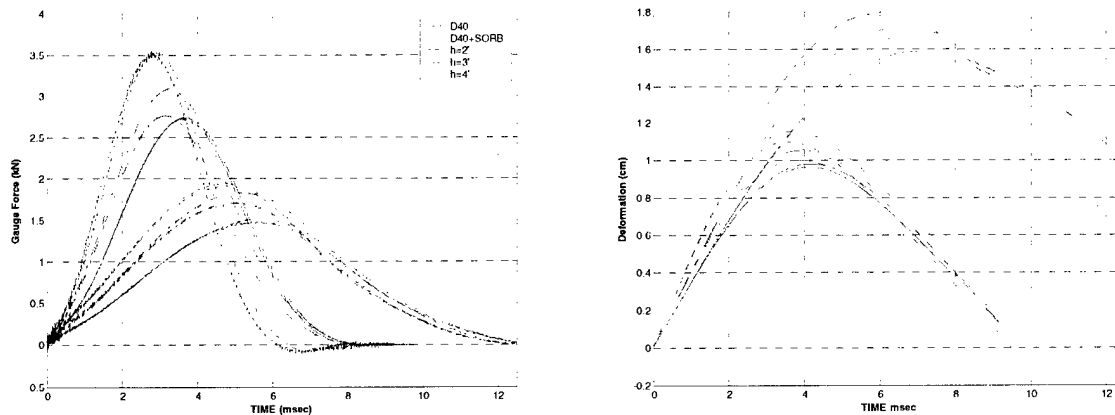 4
3.5
3
2.5
2
1.5
1
0.5
0
0.5
Gauge Force (kN)
0 2 4 6 8 10 12
TIME (msec)
D40
D40+SORB
h=2'
h=3'
h=4'
1.8
1.6
1.4
1.2
1
0.8
0.6
0.4
0.2
0
-0.2
Deformation (cm)
0 2 4 6 8 10 12
TIME msec